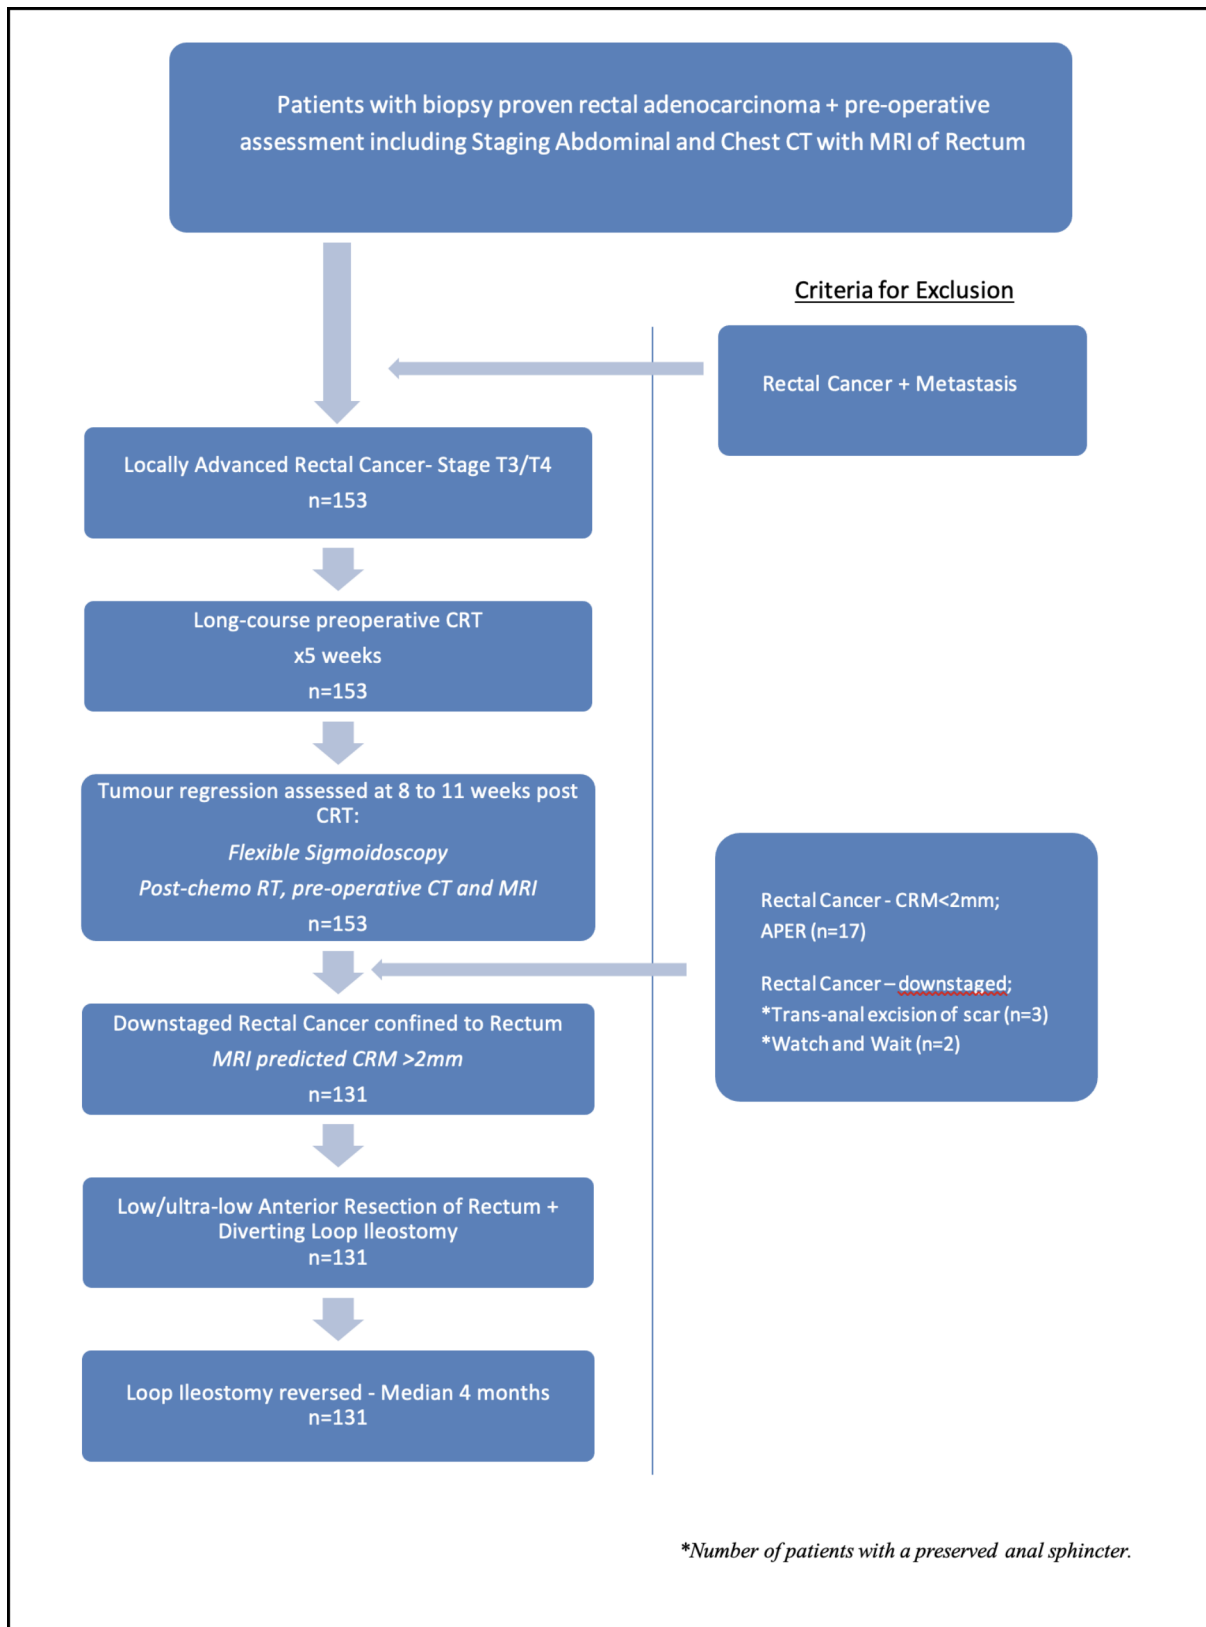 Patients with biopsy proven rectal adenocarcinoma + pre-operative
assessment including Staging Abdominal and Chest CT with MRI of Rectum
Criteria for Exclusion
Rectal Cancer + Metastasis
Locally Advanced Rectal Cancer- Stage T3/T4
n=153
Long-course preoperative CRT
x5 weeks
n=153
Tumour regression assessed at 8 to 11 weeks post
CRT:
Flexible Sigmoidoscopy
Post-chemo RT, pre-operative CT and MRI
n=153
Rectal Cancer - CRM<2mm;
APER (n=17)
Rectal Cancer – downstaged;
*Trans-anal excision of scar (n=3)
*Watch and Wait (n=2)
Downstaged Rectal Cancer confined to Rectum
MRI predicted CRM >2mm
n=131
Low/ultra-low Anterior Resection of Rectum +
Diverting Loop Ileostomy
n=131
Loop Ileostomy reversed - Median 4 months
n=131
*Number of patients with a preserved anal sphincter.